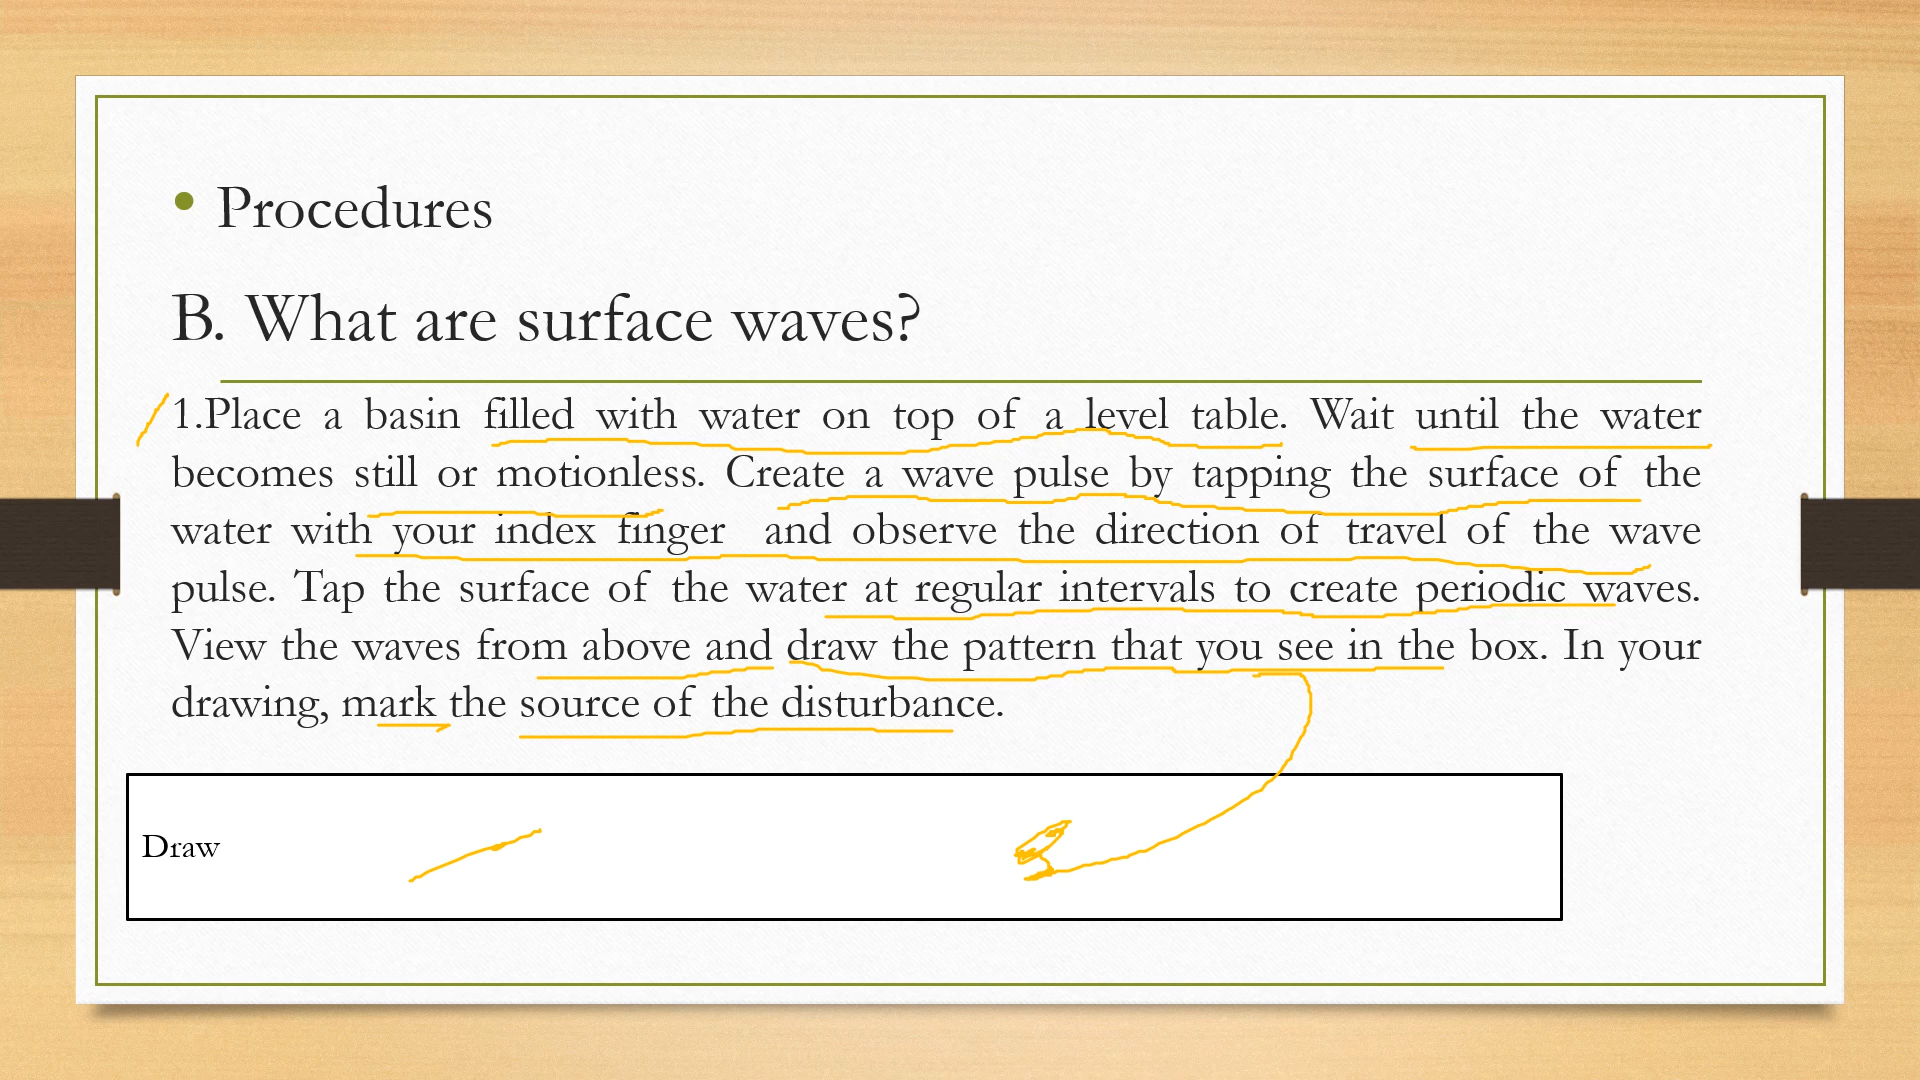 • Procedures
B. What are surface waves?
1.Place a basin filled with water on top of a level table. Wait until the water
becomes still or motionless. Create a wave pulse by tapping the surface of the
water with your index finger and observe the direction of travel of the wave
pulse. Tap the surface of the water at regular intervals to create periodic waves.
View the waves from above and draw the pattern that you see in the box. In your
drawing, mark the source of the disturbance.
Draw